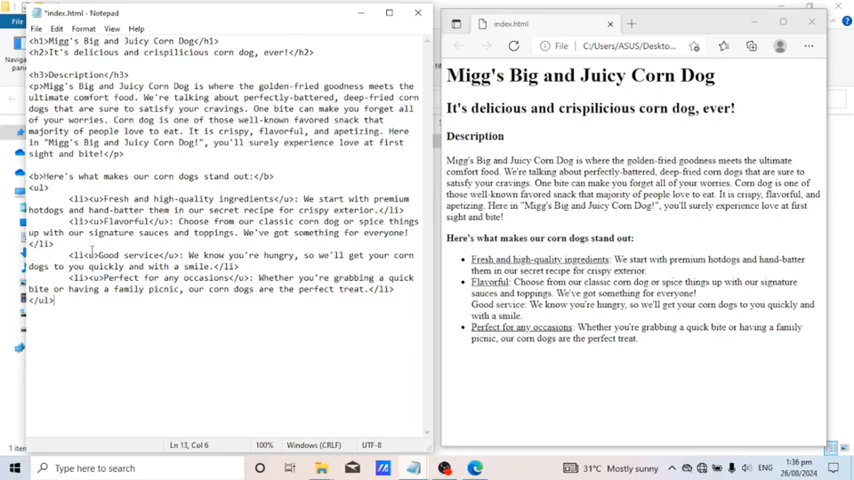 *index.html - Notepad
File Edit Format View Help
<h1>Migg's Big and Juicy Corn Dog</h1>
<h2>It's delicious and crispilicious corn dog, ever!</h2>
<h3>Description</h3>
<p>Migg's Big and Juicy Corn Dog is where the golden-fried goodness meets the
ultimate comfort food. We're talking about perfectly-battered, deep-fried corn
dogs that are sure to satisfy your cravings. One bite can make you forget all
of your worries. Corn dog is one of those well-known favored snack that
majority of people love to eat. It is crispy, flavorful, and apetizing. Here
in "Migg's Big and Juicy Corn Dog!", you'll surely experience love at first
sight and bite!</p>
<b>Here's what makes our corn dogs stand out:</b>
<ul>
<li><u>Fresh and high-quality ingredients</u>: We start with premium
hotdogs and hand-batter them in our secret recipe for crispy exterior.</li>
<li><u>Flavorful</u>: Choose from our classic corn dog or spice things
up with our signature sauces and toppings. We've got something for everyone!
</li>
<li<u>Good service</u>: We know you're hungry, so we'll get your corn
dogs to you quickly and with a smile.</li>
<li><u>Perfect for any occasions</u>: Whether you're grabbing a quick
bite or having a family picnic, our corn dogs are the perfect treat.</li>
</ul>
Ln 13, Col 6 100% Windows (CRLF) UTF-8
index.html
File C:/Users/ASUS/Deskto...
Migg's Big and Juicy Corn Dog
It's delicious and crispilicious corn dog, ever!
Description
Migg's Big and Juicy Corn Dog is where the golden-fried goodness meets the ultimate
comfort food. We're talking about perfectly-battered, deep-fried corn dogs that are sure to
satisfy your cravings. One bite can make you forget all of your worries. Corn dog is one of
those well-known favored snack that majority of people love to eat. It is crispy, flavorful, and
apetizing. Here in "Migg's Big and Juicy Corn Dog!", you'll surely experience love at first
sight and bite!
Here's what makes our corn dogs stand out:
Fresh and high-quality ingredients: We start with premium hotdogs and hand-batter
them in our secret recipe for crispy exterior.
Flavorful: Choose from our classic corn dog or spice things up with our signature
sauces and toppings. We've got something for everyone!
Good service: We know you're hungry, so we'll get your corn dogs to you quickly and
with a smile.
Perfect for any occasions: Whether you're grabbing a quick bite or having a family
picnic, our corn dogs are the perfect treat.
File
Navigation
pane
1 item
Type here to search
31°C Mostly sunny
ENG
1:36 pm
26/08/2024